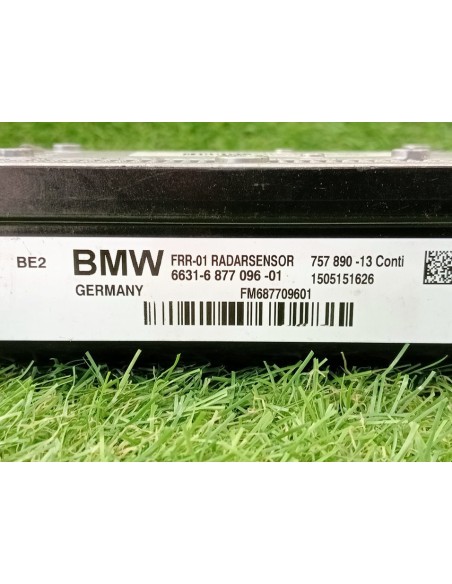 BE2 BMW FRR-01 RADARSENSOR 757 890 -13 Conti
6631-6 877 096 -01 1505151626
GERMANY FM687709601